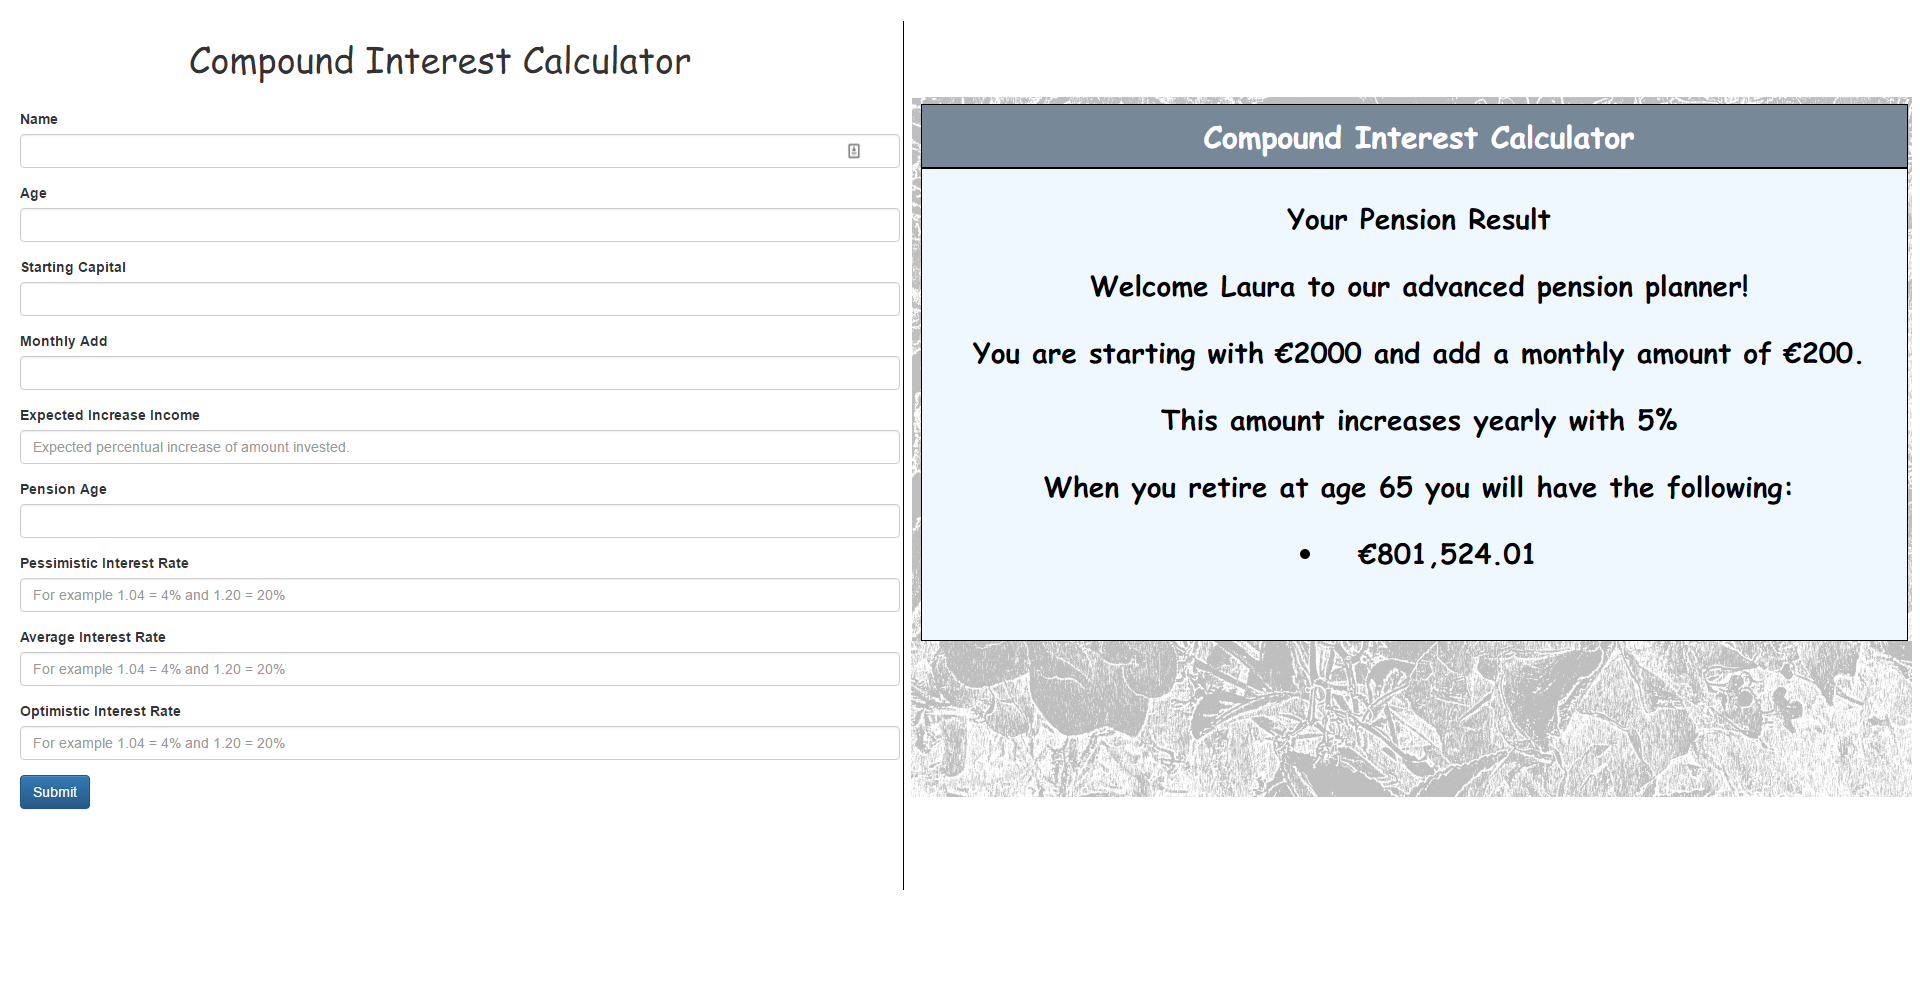 Compound Interest Calculator
Name
Age
Starting Capital
Monthly Add
Expected Increase Income
Expected percentual increase of amount invested.
Pension Age
Pessimistic Interest Rate
For example 1.04 = 4% and 1.20 = 20%
Average Interest Rate
For example 1.04 = 4% and 1.20 = 20%
Optimistic Interest Rate
For example 1.04 = 4% and 1.20 = 20%
Submit
Compound Interest Calculator
Your Pension Result
Welcome Laura to our advanced pension planner!
You are starting with €2000 and add a monthly amount of €200.
This amount increases yearly with 5%
When you retire at age 65 you will have the following:
• €801,524.01